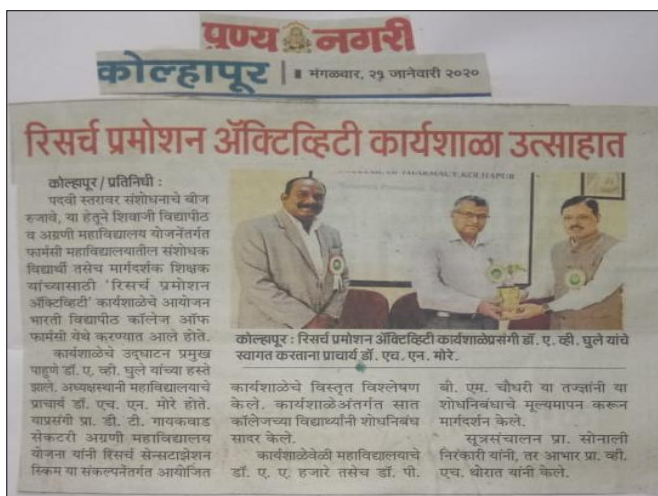 पुण्य नगरी
कोल्हापूर | मंगळवार, २१ जानेवारी २०२०
रिसर्च प्रमोशन ॲक्टिव्हिटी कार्यशाळा उत्साहात
कोल्हापूर / प्रतिनिधी :
पदवी स्तरावर संशोधनाचे बीज
रुजावे, या हेतूने शिवाजी विद्यापीठ
व अग्रणी महाविद्यालय योजनेंतर्गत
फार्मसी महाविद्यालयातील संशोधक
विद्यार्थी तसेच मार्गदर्शक शिक्षक
यांच्यासाठी 'रिसर्च प्रमोशन
ॲक्टिव्हिटी' कार्यशाळेचे आयोजन
भारती विद्यापीठ कॉलेज ऑफ
फार्मसी येथे करण्यात आले होते.
कार्यशाळेचे उद्घाटन प्रमुख
पाहुणे डॉ. ए. व्ही. घुले यांच्या हस्ते
झाले. अध्यक्षस्थानी महाविद्यालयाचे
प्राचार्य डॉ. एच. एन. मोरे होते.
याप्रसंगी प्रा. डी. टी. गायकवाड
सेक्रटरी अग्रणी महाविद्यालय
योजना यांनी रिसर्च सेन्सटाझेशन
स्किम या संकल्पनेंतर्गत आयोजित
PHARMACY, KOLHAPUR
कोल्हापूर : रिसर्च प्रमोशन ॲक्टिव्हिटी कार्यशाळेप्रसंगी डॉ. ए. व्ही. घुले यांचे
स्वागत करताना प्राचार्य डॉ. एच. एन. मोरे.
कार्यशाळेचे विस्तृत विश्लेषण
केले. कार्यशाळेअंतर्गत सात
कॉलेजच्या विद्यार्थ्यांनी शोधनिबंध
सादर केले.
कार्यशाळेवेळी महाविद्यालयाचे
डॉ. ए. ए. हजारे तसेच डॉ. पी.
बी. एम. चौधरी या तज्ज्ञांनी या
शोधनिबंधाचे मूल्यमापन करून
मार्गदर्शन केले.
सूत्रसंचालन प्रा. सोनाली
निरंकारी यांनी, तर आभार प्रा. व्ही.
एच. थोरात यांनी केले.